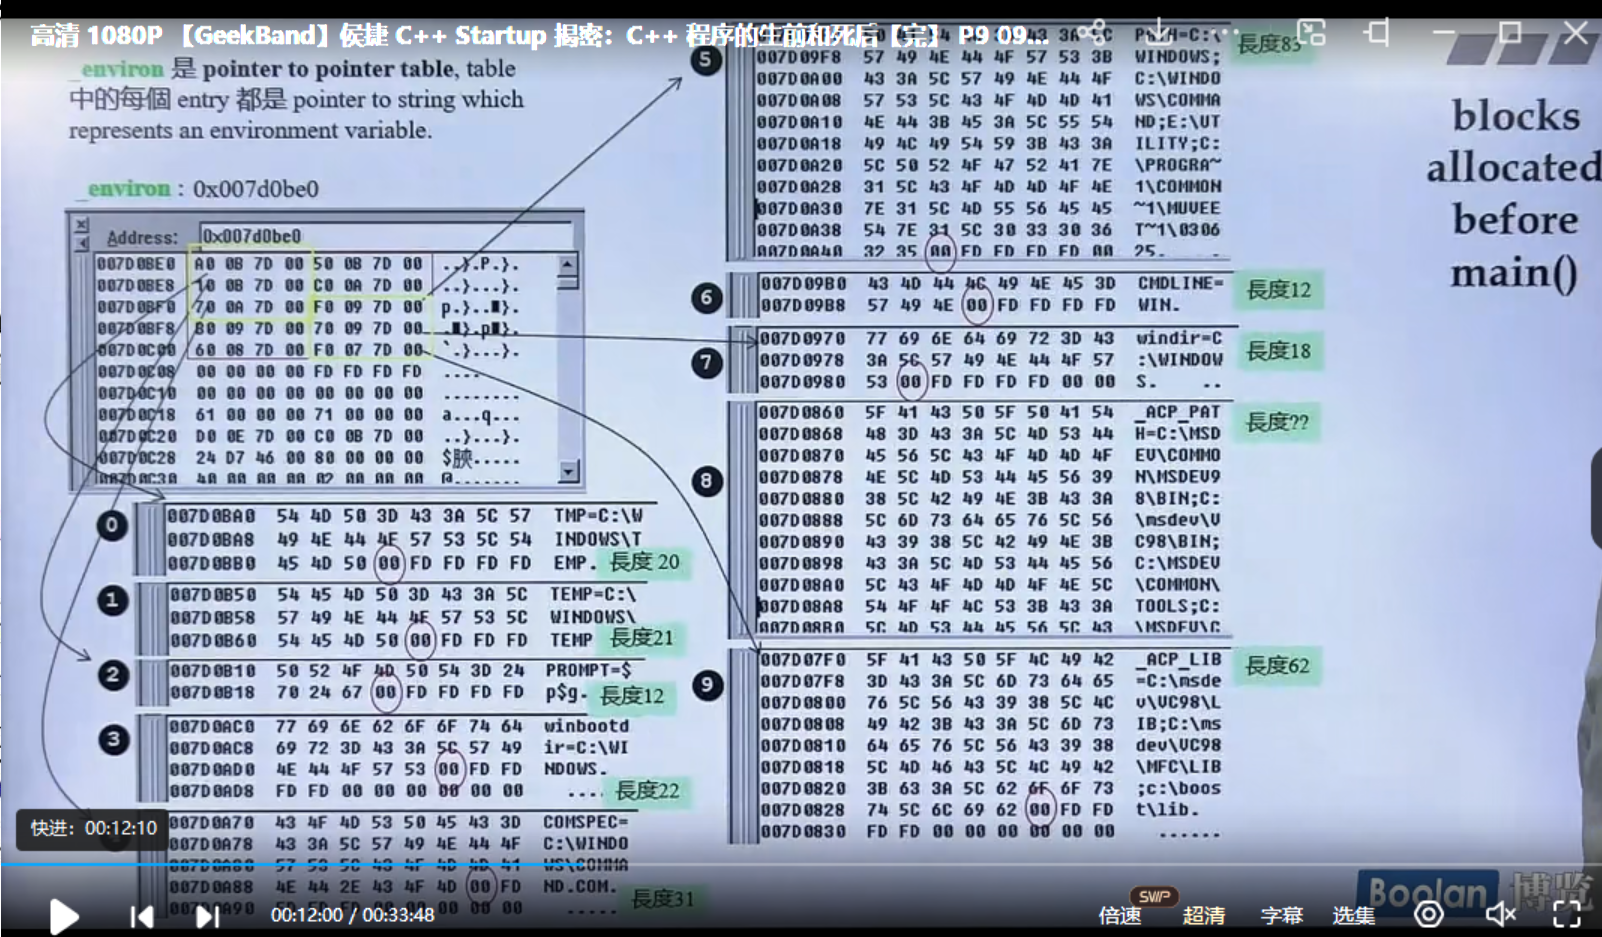 高清 1080P 【GeekBand】侯捷 C++ Startup 揭密：C++ 程序的生前和死后【完】 P9 09...
_environ 是 pointer to pointer table, table
中的每個 entry 都是 pointer to string which
represents an environment variable.
_environ : 0x007d0be0
Address: 0x007d0be0
007D0BE0 A0 0B 7D 00 50 0B 7D 00 ..}.P.}.
007D0BE8 10 0B 7D 00 C0 0A 7D 00 ..}...}.
007D0BF0 70 0A 7D 00 F0 09 7D 00
007D0BF8 80 09 7D 00 70 09 7D 00
007D0C00 60 08 7D 00 F0 07 7D 00 `.}...}.
007D0C08 00 00 00 00 FD FD FD FD ....
007D0C10 00 00 00 00 00 00 00 00 ........
007D0C18 61 00 00 00 71 00 00 00 a...q...
007D0C20 D0 0E 7D 00 C0 0B 7D 00 ..}...}.
007D0C28 24 D7 46 00 80 00 00 00
007D0C30 40 00 00 00 02 00 00 00 @.......
0
007D0BA0 54 4D 50 3D 43 3A 5C 57 TMP=C:\W
007D0BA8 49 4E 44 4F 57 53 5C 54 INDOWS\T
007D0BB0 45 4D 50 00 FD FD FD FD EMP. 長度 20
1
007D0B50 54 45 4D 50 3D 43 3A 5C TEMP=C:\
007D0B58 57 49 4E 44 4F 57 53 5C WINDOWS\
007D0B60 54 45 4D 50 00 FD FD FD TEMP 長度21
2
007D0B10 50 52 4F 4D 50 54 3D 24 PROMPT=$
007D0B18 70 24 67 00 FD FD FD FD p$g. 長度12
3
007D0AC0 77 69 6E 62 6F 6F 74 64 winbootd
007D0AC8 69 72 3D 43 3A 5C 57 49 ir=C:\WI
007D0AD0 4E 44 4F 57 53 00 FD FD NDOWS.
007D0AD8 FD FD 00 00 00 00 00 00 .... 長度22
007D0A70 43 4F 4D 53 50 45 43 3D COMSPEC=
007D0A78 43 3A 5C 57 49 4E 44 4F C:\WINDO
007D0A80 57 53 5C 43 4F 4D 4D 41 WS\COMMA
007D0A88 4E 44 2E 43 4F 4D 00 FD ND.COM.
長度31
5
長度83
007D09F8 57 49 4E 44 4F 57 53 3B WINDOWS;
007D0A00 43 3A 5C 57 49 4E 44 4F C:\WINDO
007D0A08 57 53 5C 43 4F 4D 4D 41 WS\COMMA
007D0A10 4E 44 3B 45 3A 5C 55 54 ND;E:\UT
007D0A18 49 4C 49 54 59 3B 43 3A ILITY;C:
007D0A20 5C 50 52 4F 47 52 41 7E \PROGRA~
007D0A28 31 5C 43 4F 4D 4D 4F 4E 1\COMMON
007D0A30 7E 31 5C 4D 55 56 45 45 ~1\MUVEE
007D0A38 54 7E 31 5C 30 33 30 36 T~1\0306
007D0A40 32 35 00 FD FD FD FD 00 25.
6
007D09B0 43 4D 44 4C 49 4E 45 3D CMDLINE=
007D09B8 57 49 4E 00 FD FD FD FD WIN.
長度12
7
007D0970 77 69 6E 64 69 72 3D 43 windir=C
007D0978 3A 5C 57 49 4E 44 4F 57 :\WINDOW
007D0980 53 00 FD FD FD FD 00 00 S. ..
長度18
8
007D0860 5F 41 43 50 5F 50 41 54 _ACP_PAT
長度??
007D0868 48 3D 43 3A 5C 4D 53 44 H=C:\MSD
007D0870 45 56 5C 43 4F 4D 4D 4F EV\COMMO
007D0878 4E 5C 4D 53 44 45 56 39 N\MSDEV9
007D0880 38 5C 42 49 4E 3B 43 3A 8\BIN;C:
007D0888 5C 6D 73 64 65 76 5C 56 \msdev\V
007D0890 43 39 38 5C 42 49 4E 3B C98\BIN;
007D0898 43 3A 5C 4D 53 44 45 56 C:\MSDEV
007D08A0 5C 43 4F 4D 4D 4F 4E 5C \COMMON\
007D08A8 54 4F 4F 4C 53 3B 43 3A TOOLS;C:
007D08B0 5C 4D 53 44 45 56 5C 43 \MSDEV\C
9
007D07F0 5F 41 43 50 5F 4C 49 42 _ACP_LIB
長度62
007D07F8 3D 43 3A 5C 6D 73 64 65 =C:\msde
007D0800 76 5C 56 43 39 38 5C 4C v\VC98\L
007D0808 49 42 3B 43 3A 5C 6D 73 IB;C:\ms
007D0810 64 65 76 5C 56 43 39 38 dev\VC98
007D0818 5C 4D 46 43 5C 4C 49 42 \MFC\LIB
007D0820 3B 63 3A 5C 62 6F 6F 73 ;c:\boos
007D0828 74 5C 6C 69 62 00 FD FD t\lib.
007D0830 FD FD 00 00 00 00 00 00 ......
blocks
allocated
before
main()
快进：00:12:10
00:12:00 / 00:33:48
SVIP
倍速 超清 字幕 选集
Boolan 博览